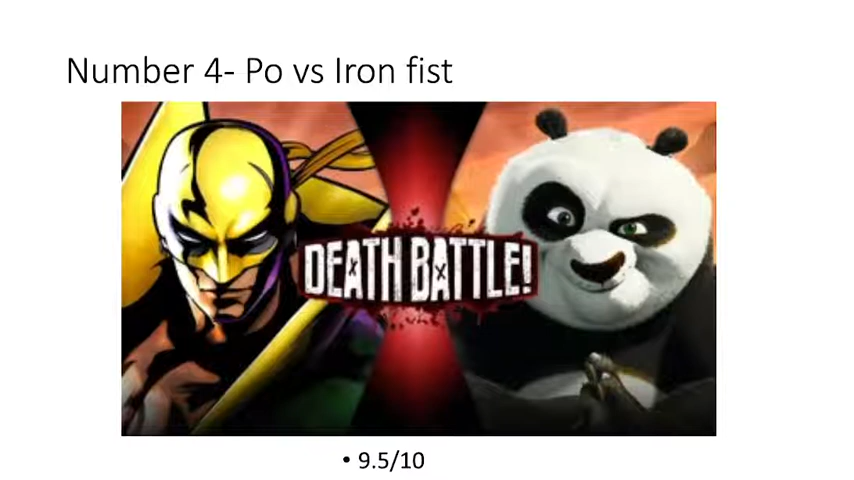 Number 4- Po vs Iron fist
DEATH BATTLE!
• 9.5/10